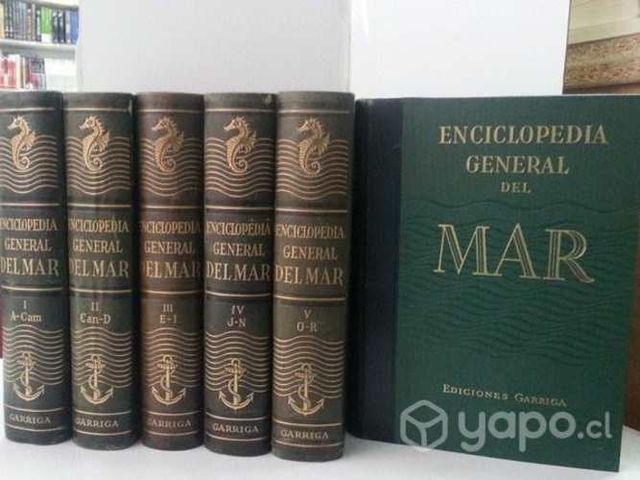 ENCICLOPEDIA
GENERAL
DEL MAR
I
A-Cam
GARRIGA
ENCICLOPEDIA
GENERAL
DEL MAR
II
Can-D
GARRIGA
ENCICLOPEDIA
GENERAL
DEL MAR
III
E-I
GARRIGA
ENCICLOPEDIA
GENERAL
DEL MAR
IV
J-N
GARRIGA
ENCICLOPEDIA
GENERAL
DEL MAR
V
O-R
GARRIGA
ENCICLOPEDIA
GENERAL
DEL
MAR
EDICIONES GARRIGA
yapo.cl